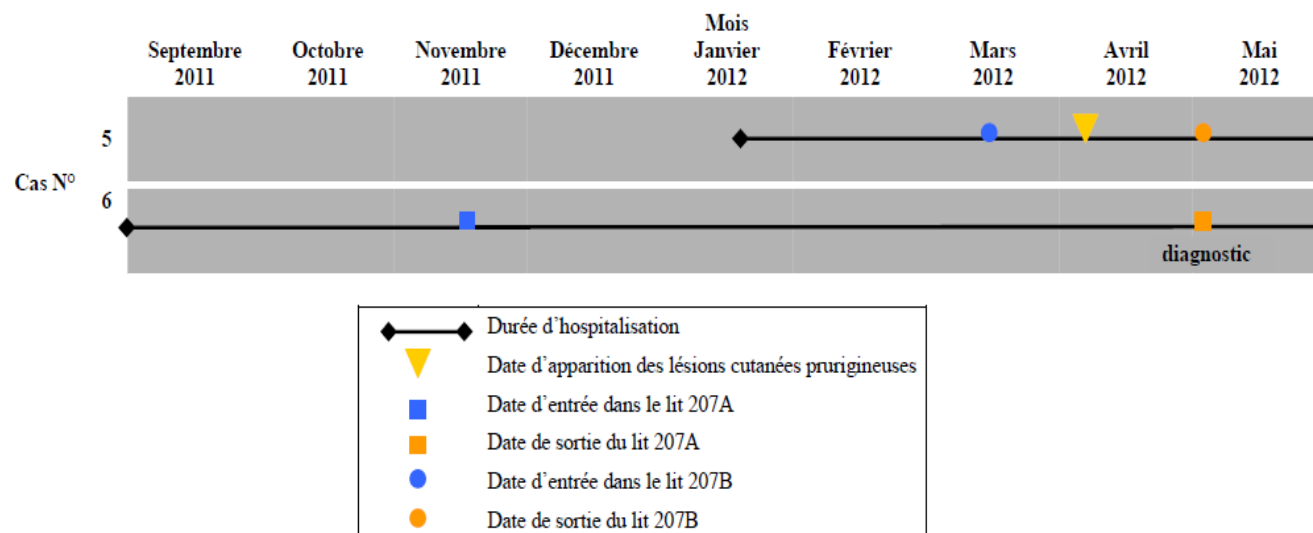 Mois
Septembre Octobre Novembre Décembre Janvier Février Mars Avril Mai
2011 2011 2011 2011 2012 2012 2012 2012 2012
5
Cas N°
6
diagnostic
Durée d'hospitalisation
Date d'apparition des lésions cutanées prurigineuses
Date d'entrée dans le lit 207A
Date de sortie du lit 207A
Date d'entrée dans le lit 207B
Date de sortie du lit 207B